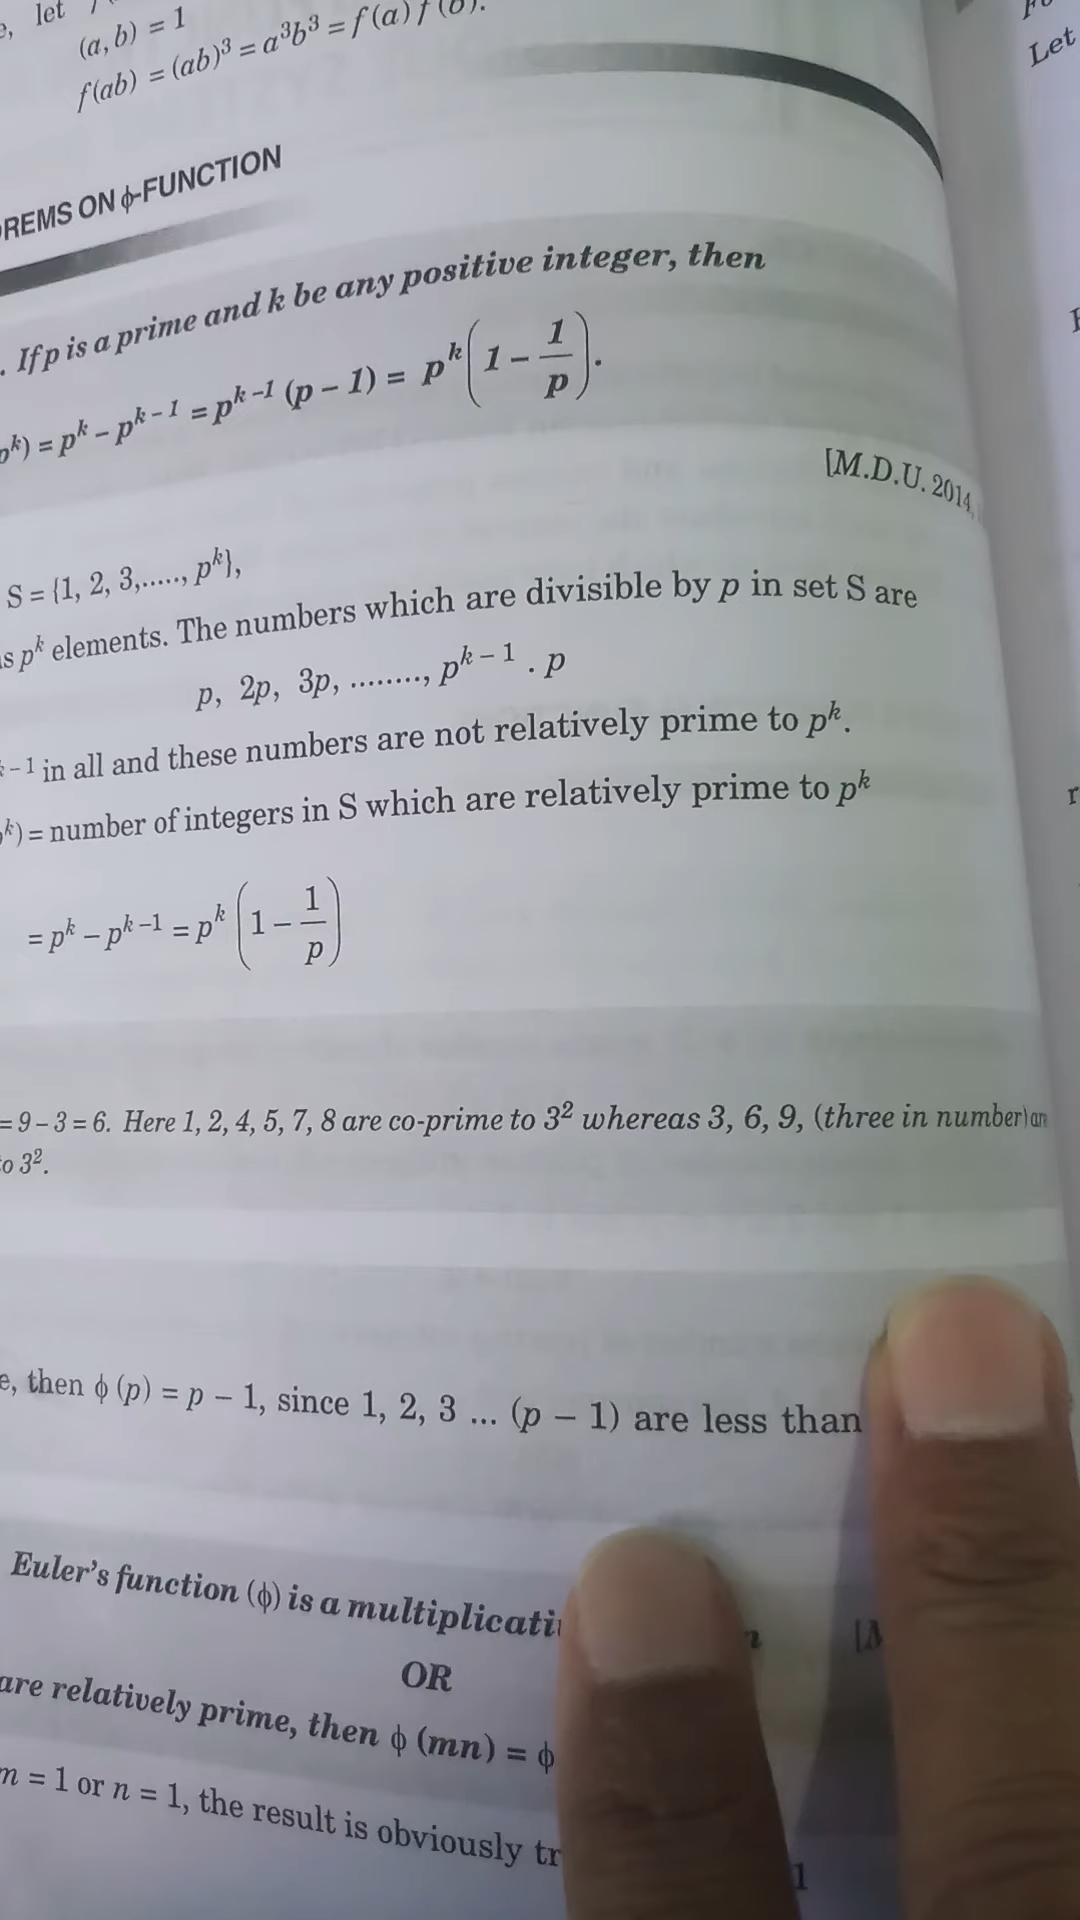 e, let
(a, b) = 1
f(ab) = (ab)³ = a³b³ = f(a) f(b).
REMS ON ϕ-FUNCTION
. If p is a prime and k be any positive integer, then
pᵏ) = pᵏ – pᵏ⁻¹ = pᵏ⁻¹ (p – 1) = pᵏ(1 – 1/p).
[M.D.U. 2014,
S = {1, 2, 3,....., pᵏ},
s pᵏ elements. The numbers which are divisible by p in set S are
p, 2p, 3p, ........, pᵏ⁻¹ . p
ᵏ⁻¹ in all and these numbers are not relatively prime to pᵏ.
ᵏ) = number of integers in S which are relatively prime to pᵏ
= pᵏ – pᵏ⁻¹ = pᵏ (1 – 1/p)
= 9 – 3 = 6. Here 1, 2, 4, 5, 7, 8 are co-prime to 3² whereas 3, 6, 9, (three in number) are
to 3².
e, then ϕ (p) = p – 1, since 1, 2, 3 ... (p – 1) are less than
Euler's function (ϕ) is a multiplicati
[M
OR
are relatively prime, then ϕ (mn) = ϕ
m = 1 or n = 1, the result is obviously tr
1
Let